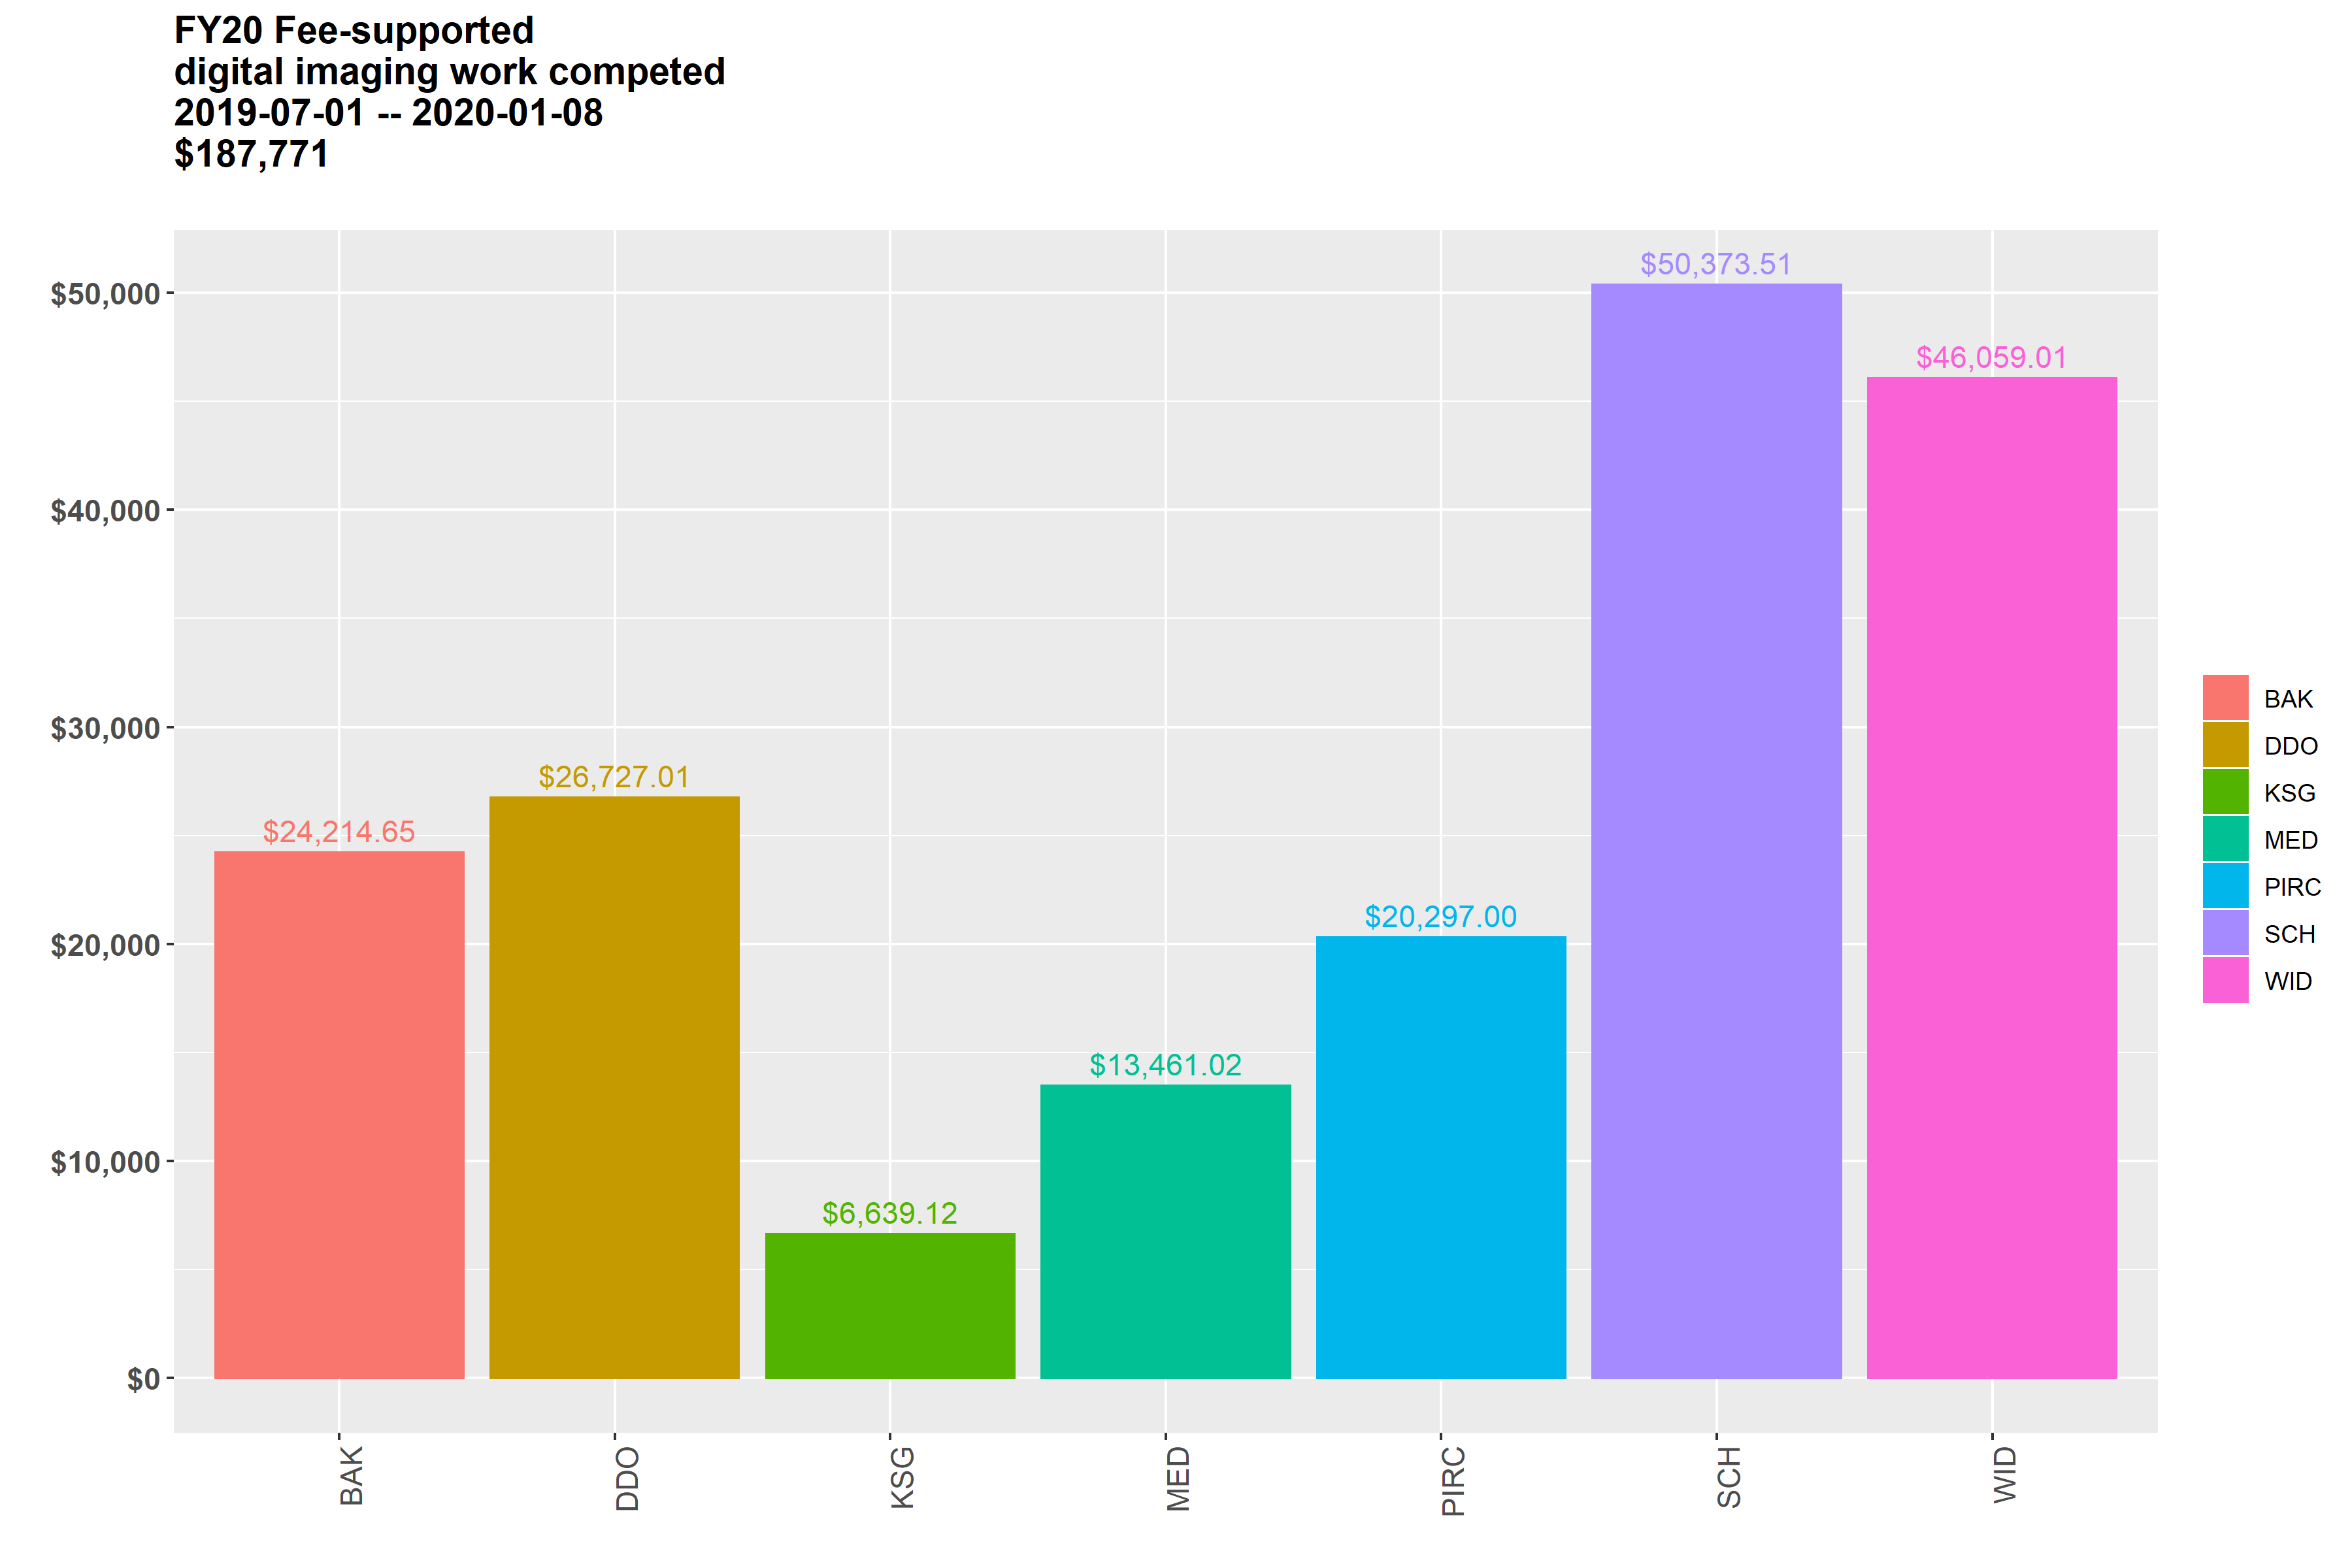 FY20 Fee-supported
digital imaging work competed
2019-07-01 -- 2020-01-08
$187,771
$50,000
$40,000
$30,000
$20,000
$10,000
$0
$24,214.65
$26,727.01
$6,639.12
$13,461.02
$20,297.00
$50,373.51
$46,059.01
BAK
DDO
KSG
MED
PIRC
SCH
WID
BAK
DDO
KSG
MED
PIRC
SCH
WID